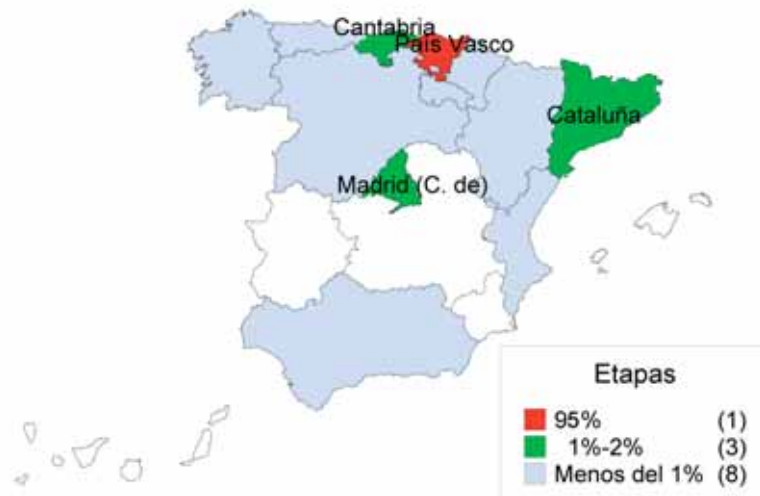 Cantabria
País Vasco
Cataluña
Madrid (C. de)
Etapas
95% (1)
1%-2% (3)
Menos del 1% (8)